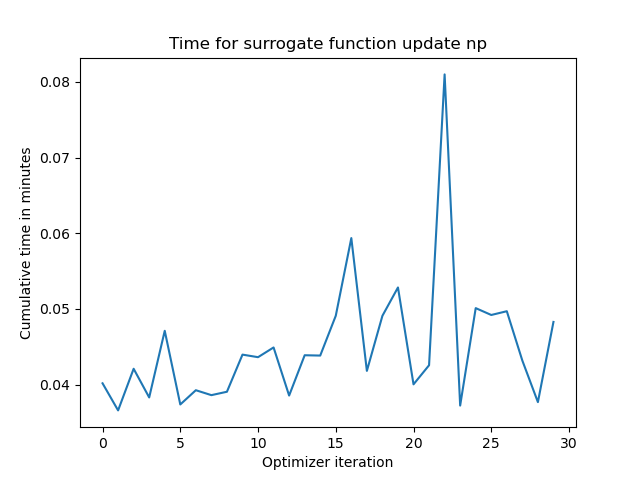 Time for surrogate function update np
Cumulative time in minutes
0.08
0.07
0.06
0.05
0.04
0 5 10 15 20 25 30
Optimizer iteration